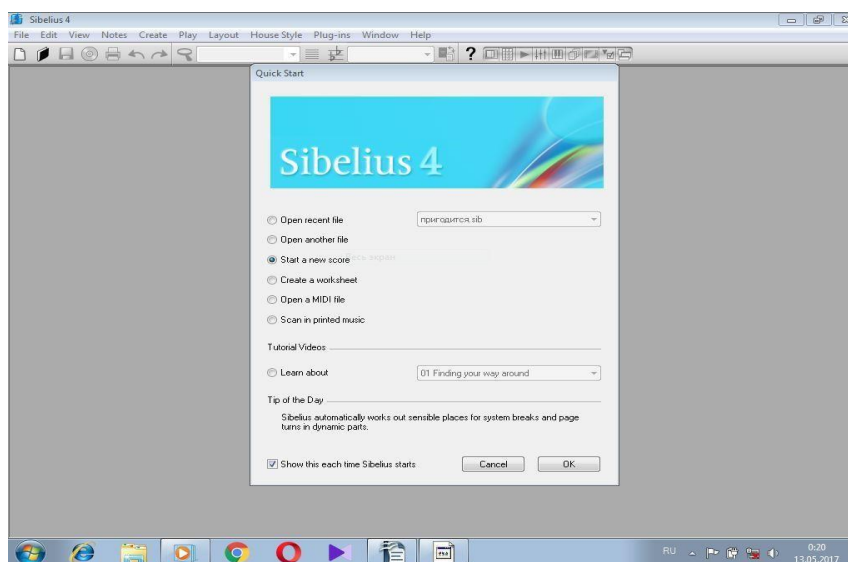 Sibelius 4
File Edit View Notes Create Play Layout House Style Plug-ins Window Help
Quick Start
Sibelius 4
Open recent file пригодится.sib
Open another file
Start a new score
Create a worksheet
Open a MIDI file
Scan in printed music
Tutorial Videos
Learn about 01 Finding your way around
Tip of the Day
Sibelius automatically works out sensible places for system breaks and page
turns in dynamic parts.
Show this each time Sibelius starts Cancel OK
RU 0:20
13.05.2017